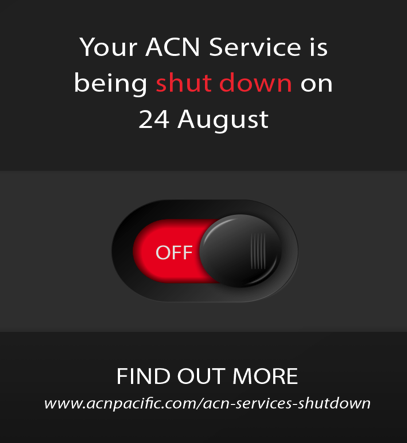 Your ACN Service is
being shut down on
24 August
OFF
FIND OUT MORE
www.acnpacific.com/acn-services-shutdown